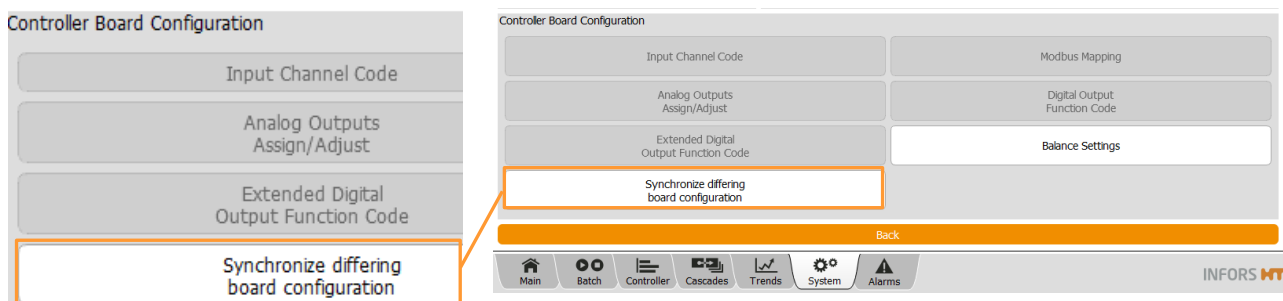 Controller Board Configuration
Input Channel Code
Analog Outputs
Assign/Adjust
Extended Digital
Output Function Code
Synchronize differing
board configuration
Controller Board Configuration
Input Channel Code
Modbus Mapping
Analog Outputs
Assign/Adjust
Digital Output
Function Code
Extended Digital
Output Function Code
Balance Settings
Synchronize differing
board configuration
Back
Main
Batch
Controller
Cascades
Trends
System
Alarms
INFORS HT